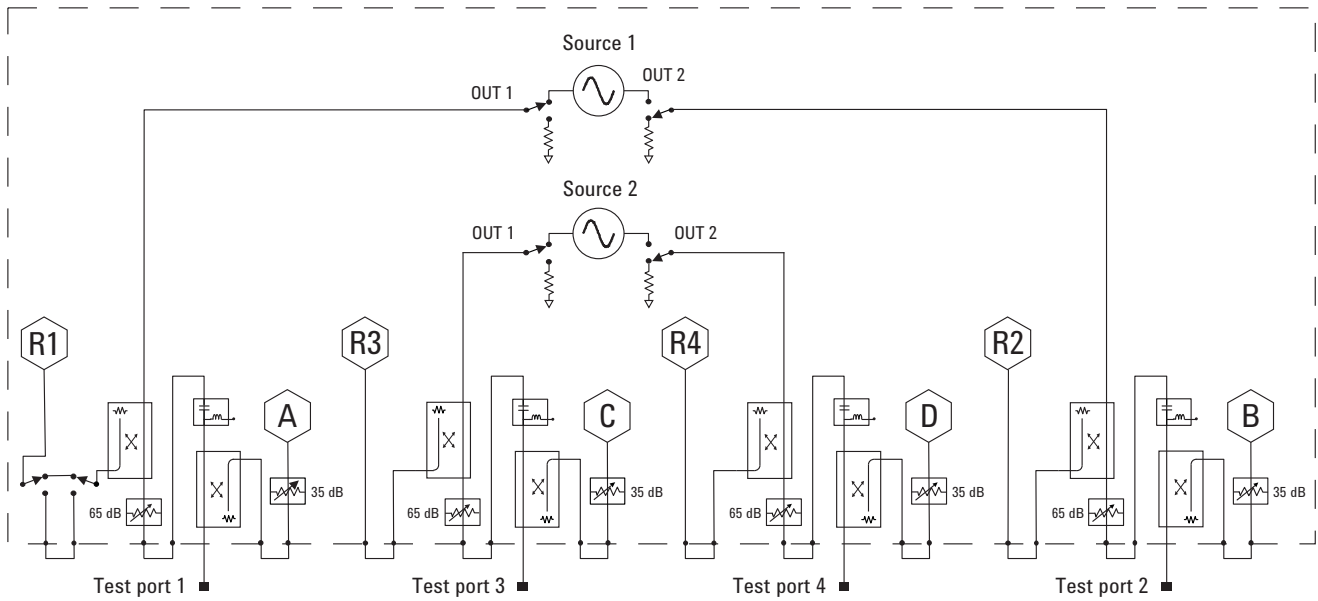 Source 1
OUT 1
OUT 2
Source 2
OUT 1
OUT 2
R1
R3
R4
R2
A
C
D
B
35 dB
35 dB
35 dB
35 dB
65 dB
65 dB
65 dB
65 dB
Test port 1
Test port 3
Test port 4
Test port 2